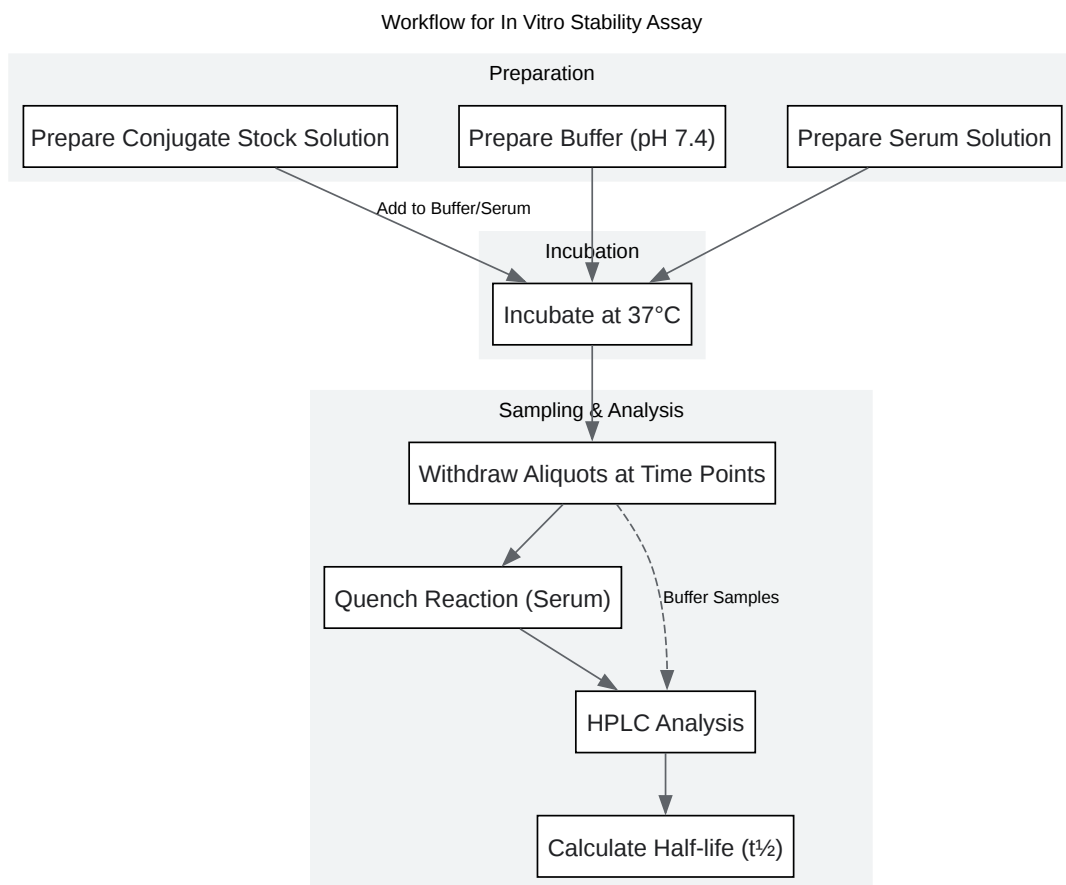 Workflow for In Vitro Stability Assay
Preparation
Prepare Conjugate Stock Solution
Prepare Buffer (pH 7.4)
Prepare Serum Solution
Add to Buffer/Serum
Incubation
Incubate at 37°C
Sampling & Analysis
Withdraw Aliquots at Time Points
Quench Reaction (Serum)
Buffer Samples
HPLC Analysis
Calculate Half-life (t½)